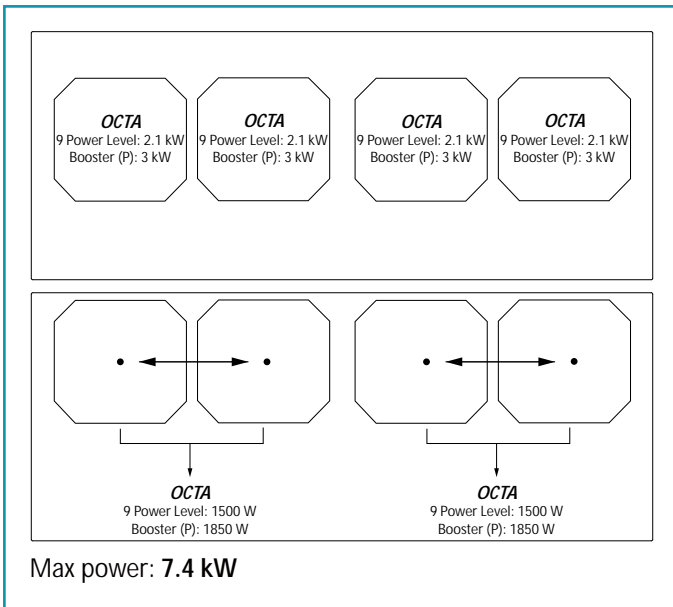 OCTA
9 Power Level: 2.1 kW
Booster (P): 3 kW
OCTA
9 Power Level: 2.1 kW
Booster (P): 3 kW
OCTA
9 Power Level: 2.1 kW
Booster (P): 3 kW
OCTA
9 Power Level: 2.1 kW
Booster (P): 3 kW
OCTA
9 Power Level: 1500 W
Booster (P): 1850 W
OCTA
9 Power Level: 1500 W
Booster (P): 1850 W
Max power: 7.4 kW